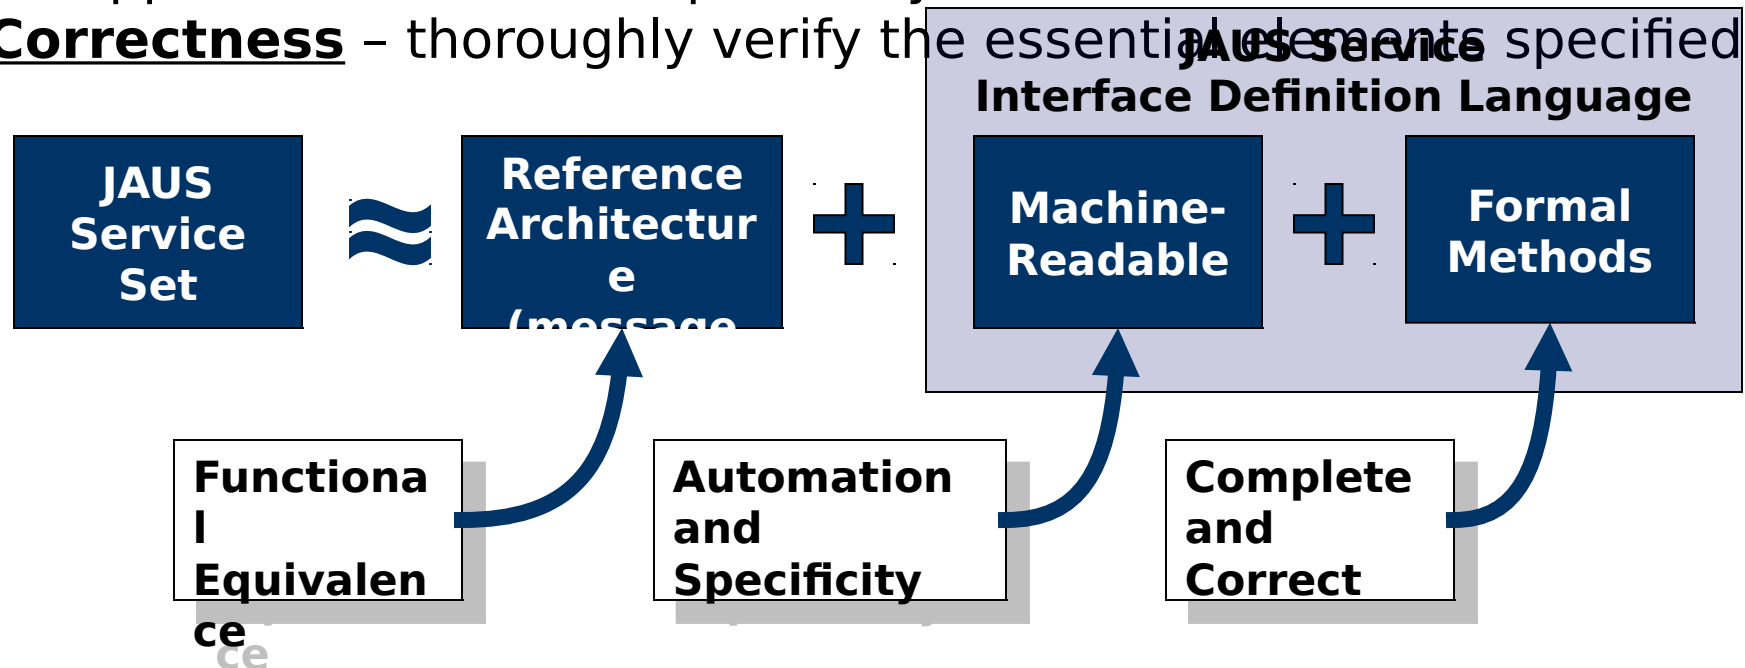 Correctness – thoroughly verify the essential elements specified
JAUS Service
Interface Definition Language
JAUS
Service
Set
≈
Reference
Architectur
e
(message
+
Machine-
Readable
+
Formal
Methods
Functiona
l
Equivalen
ce
Automation
and
Specificity
Complete
and
Correct